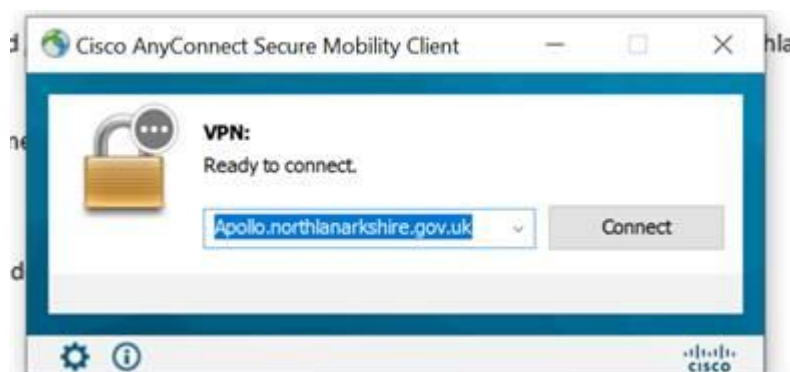 Cisco AnyConnect Secure Mobility Client
VPN:
Ready to connect.
Apollo.northlanarkshire.gov.uk
Connect
CISCO